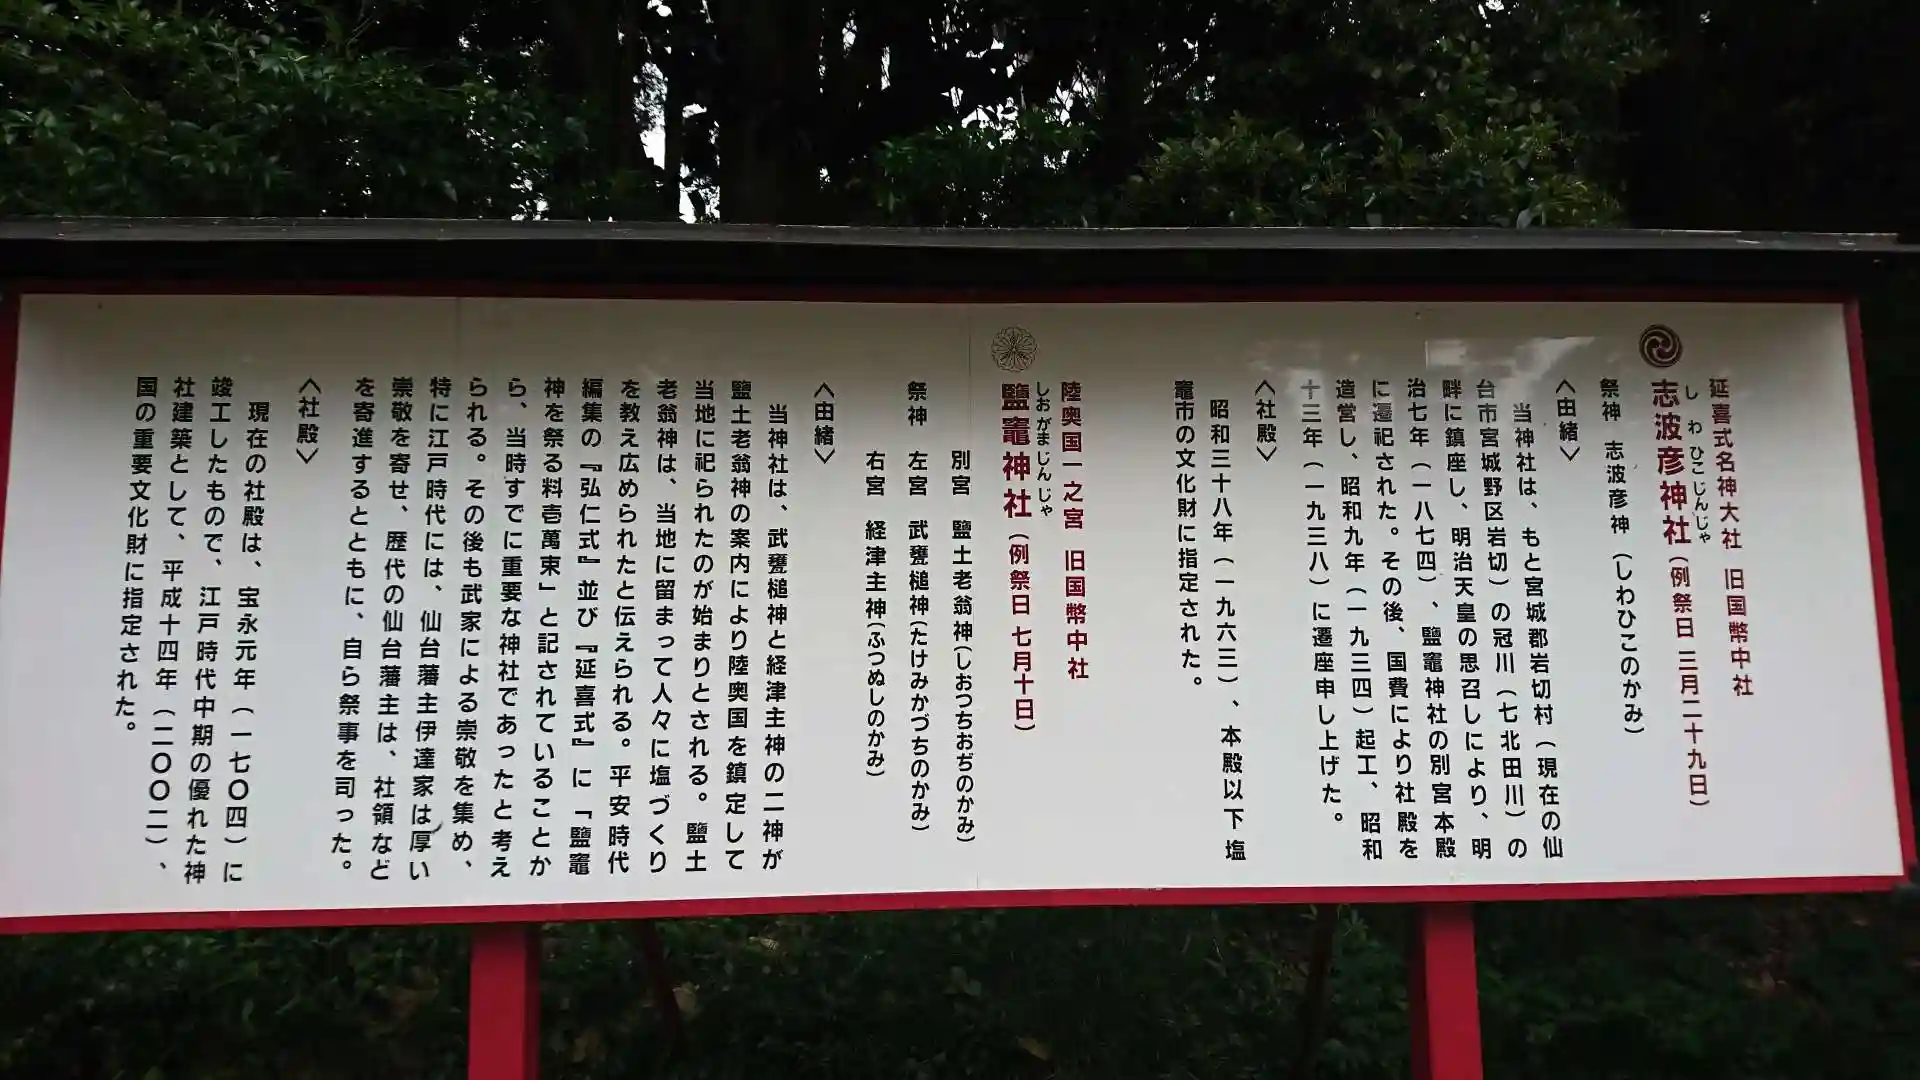 延喜式名神大社 旧国幣中社
しわひこじんじゃ
志波彦神社(例祭日 三月二十九日)
祭神 志波彦神(しわひこのかみ)
〈由緒〉
当神社は、もと宮城郡岩切村(現在の仙
台市宮城野区岩切)の冠川(七北田川)の
畔に鎮座し、明治天皇の思召しにより、明
治七年(一八七四)、鹽竈神社の別宮本殿
に遷祀された。その後、国費により社殿を
造営し、昭和九年(一九三四)起工、昭和
十三年(一九三八)に遷座申し上げた。
〈社殿〉
昭和三十八年(一九六三)、本殿以下塩
竈市の文化財に指定された。
陸奥国一之宮 旧国幣中社
しおがまじんじゃ
鹽竈神社(例祭日 七月十日)
別宮 鹽土老翁神(しおつちおぢのかみ)
祭神 左宮 武甕槌神(たけみかづちのかみ)
右宮 経津主神(ふつぬしのかみ)
〈由緒〉
当神社は、武甕槌神と経津主神の二神が
鹽土老翁神の案内により陸奥国を鎮定して
当地に祀られたのが始まりとされる。鹽土
老翁神は、当地に留まって人々に塩づくり
を教え広められたと伝えられる。平安時代
編集の『弘仁式』並び『延喜式』に「鹽竈
神を祭る料壱萬束」と記されていることか
ら、当時すでに重要な神社であったと考え
られる。その後も武家による崇敬を集め、
特に江戸時代には、仙台藩主伊達家は厚い
崇敬を寄せ、歴代の仙台藩主は、社領など
を寄進するとともに、自ら祭事を司った。
〈社殿〉
現在の社殿は、宝永元年(一七〇四)に
竣工したもので、江戸時代中期の優れた神
社建築として、平成十四年(二〇〇二)、
国の重要文化財に指定された。